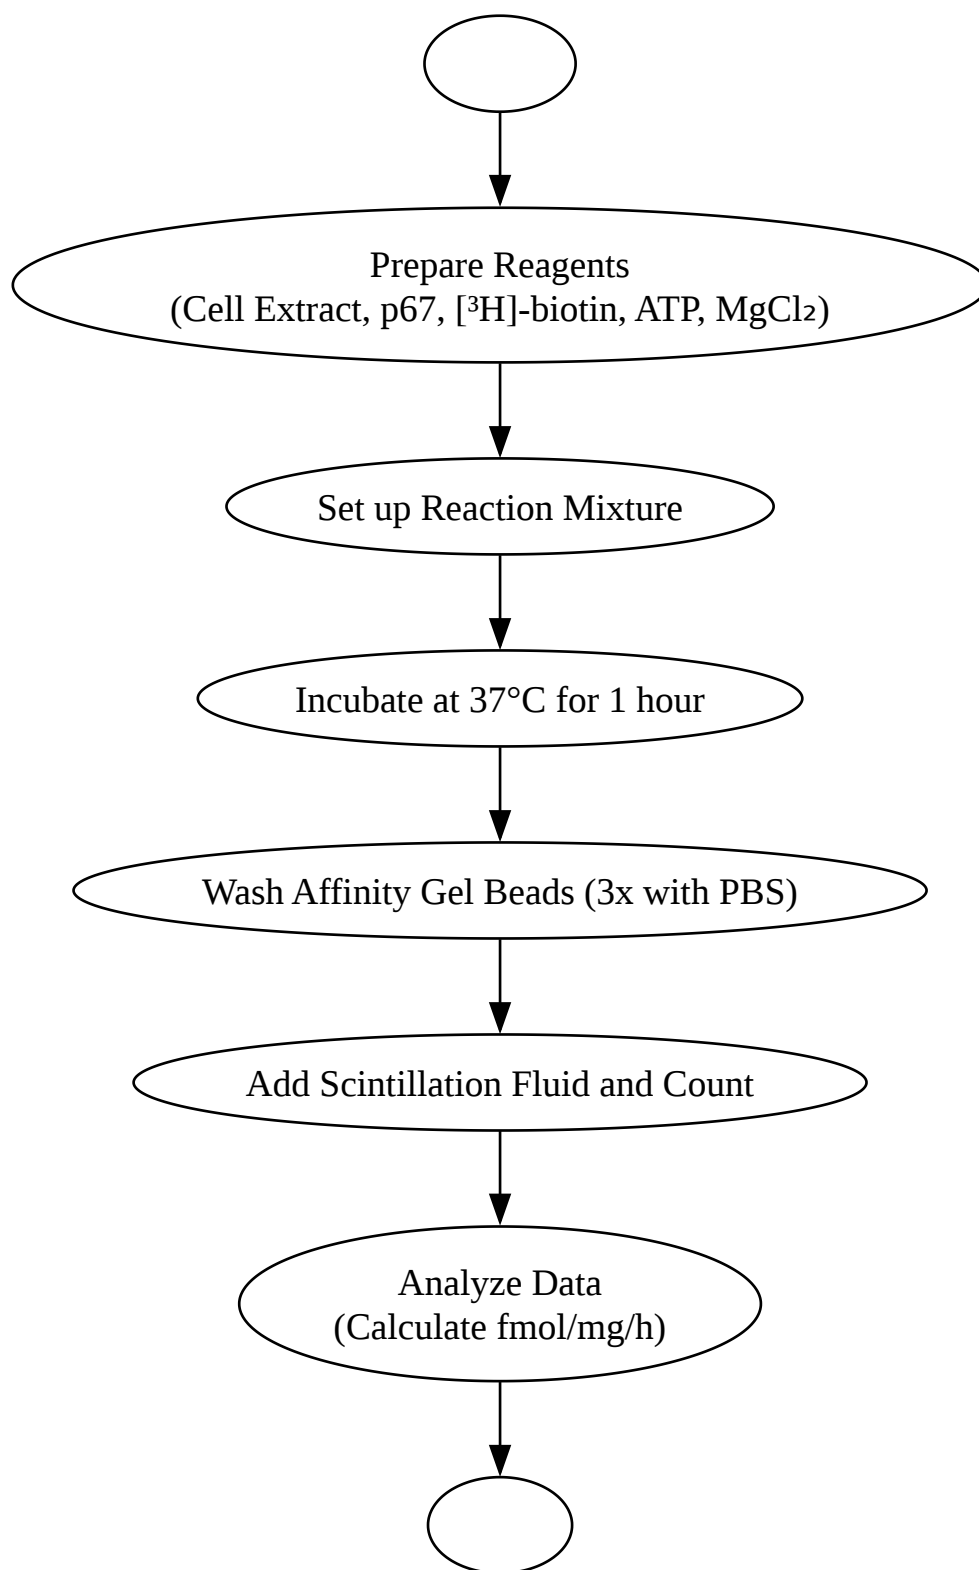 Prepare Reagents
(Cell Extract, p67, [³H]-biotin, ATP, MgCl₂)
Set up Reaction Mixture
Incubate at 37°C for 1 hour
Wash Affinity Gel Beads (3x with PBS)
Add Scintillation Fluid and Count
Analyze Data
(Calculate fmol/mg/h)